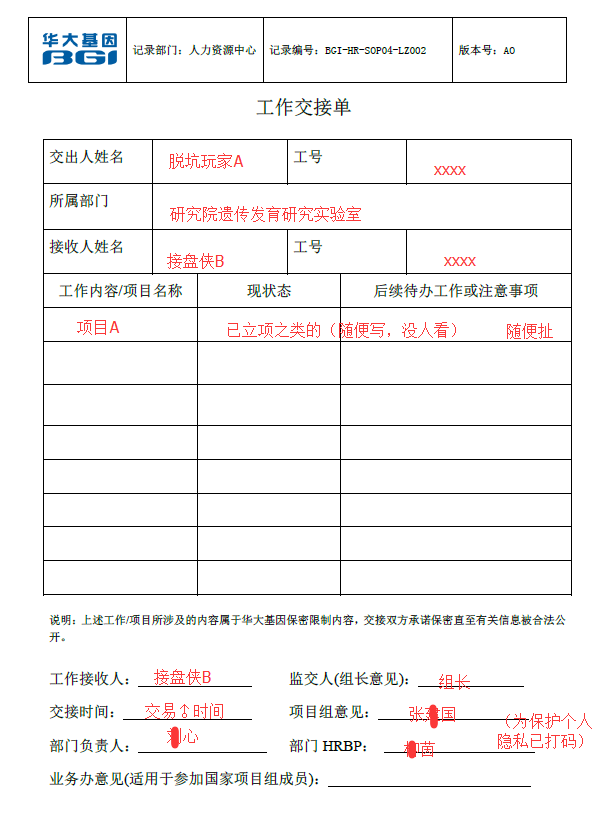 华大基因
BGI
记录部门：人力资源中心 记录编号：BGI-HR-SOP04-LZ002 版本号：A0
工作交接单
交出人姓名 脱坑玩家A 工号 xxxx
所属部门 研究院遗传发育研究实验室
接收人姓名 接盘侠B 工号 xxxx
工作内容/项目名称 现状态 后续待办工作或注意事项
项目A 已立项之类的（随便写，没人看） 随便扯
说明：上述工作/项目所涉及的内容属于华大基因保密限制内容，交接双方承诺保密直至有关信息被合法公
开。
工作接收人：接盘侠B 监交人(组长意见)：组长
交接时间：交易♂时间 项目组意见：张国
（为保护个人
隐私已打码）
部门负责人：心 部门 HRBP：茵
业务办意见(适用于参加国家项目组成员)：